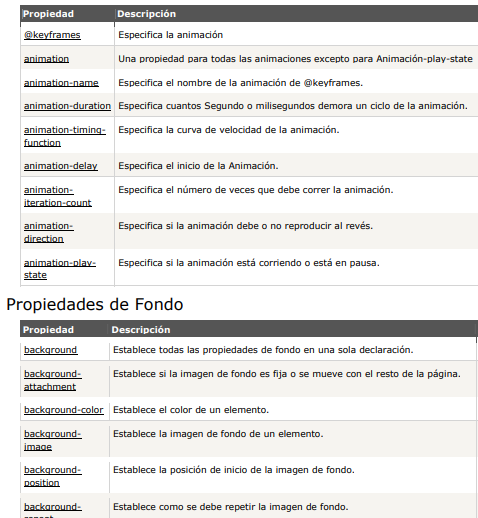 Propiedad Descripción
@keyframes Especifica la animación
animation Una propiedad para todas las animaciones excepto para Animación-play-state
animation-name Especifica el nombre de la animación de @keyframes.
animation-duration Especifica cuantos Segundo o milisegundos demora un ciclo de la animación.
animation-timing- Especifica la curva de velocidad de la animación.
function
animation-delay Especifica el inicio de la Animación.
animation- Especifica el número de veces que debe correr la animación.
iteration-count
animation- Especifica si la animación debe o no reproducir al revés.
direction
animation-play- Especifica si la animación está corriendo o está en pausa.
state
Propiedades de Fondo
Propiedad Descripción
background Establece todas las propiedades de fondo en una sola declaración.
background- Establece si la imagen de fondo es fija o se mueve con el resto de la página.
attachment
background-color Establece el color de un elemento.
background- Establece la imagen de fondo de un elemento.
image
background- Establece la posición de inicio de la imagen de fondo.
position
background- Establece como se debe repetir la imagen de fondo.